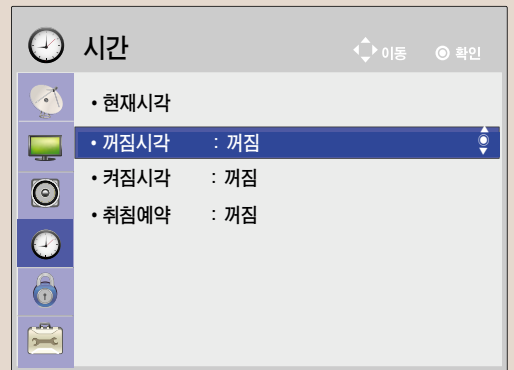 시간 이동 확인
• 현재시각
• 꺼짐시각 : 꺼짐
• 켜짐시각 : 꺼짐
• 취침예약 : 꺼짐